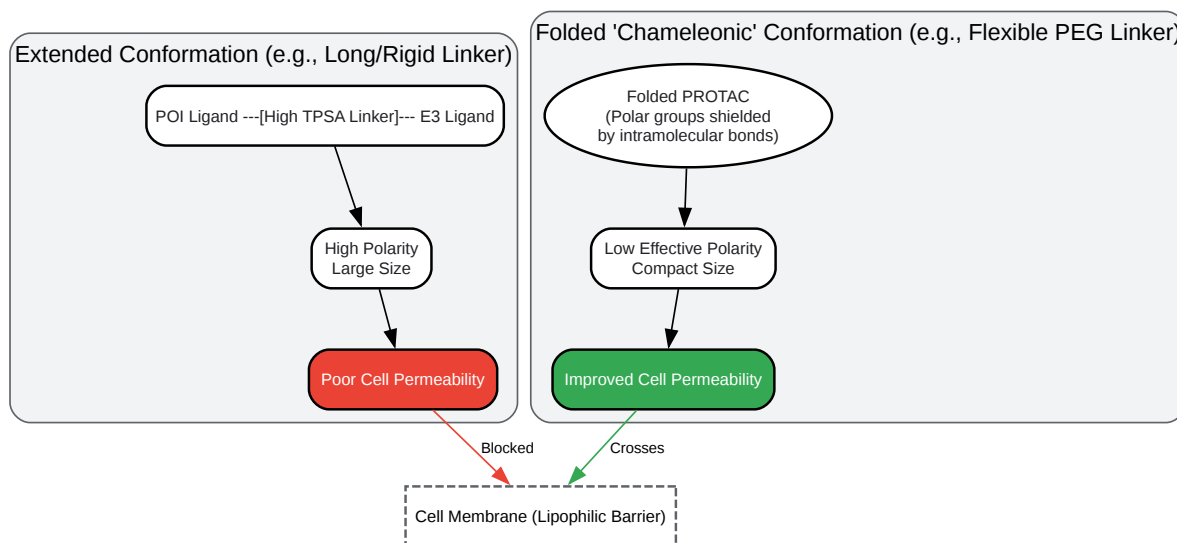 Extended Conformation (e.g., Long/Rigid Linker)
POI Ligand ---[High TPSA Linker]--- E3 Ligand
High Polarity
Large Size
Poor Cell Permeability
Folded 'Chameleonic' Conformation (e.g., Flexible PEG Linker)
Folded PROTAC
(Polar groups shielded
by intramolecular bonds)
Low Effective Polarity
Compact Size
Improved Cell Permeability
Blocked
Crosses
Cell Membrane (Lipophilic Barrier)